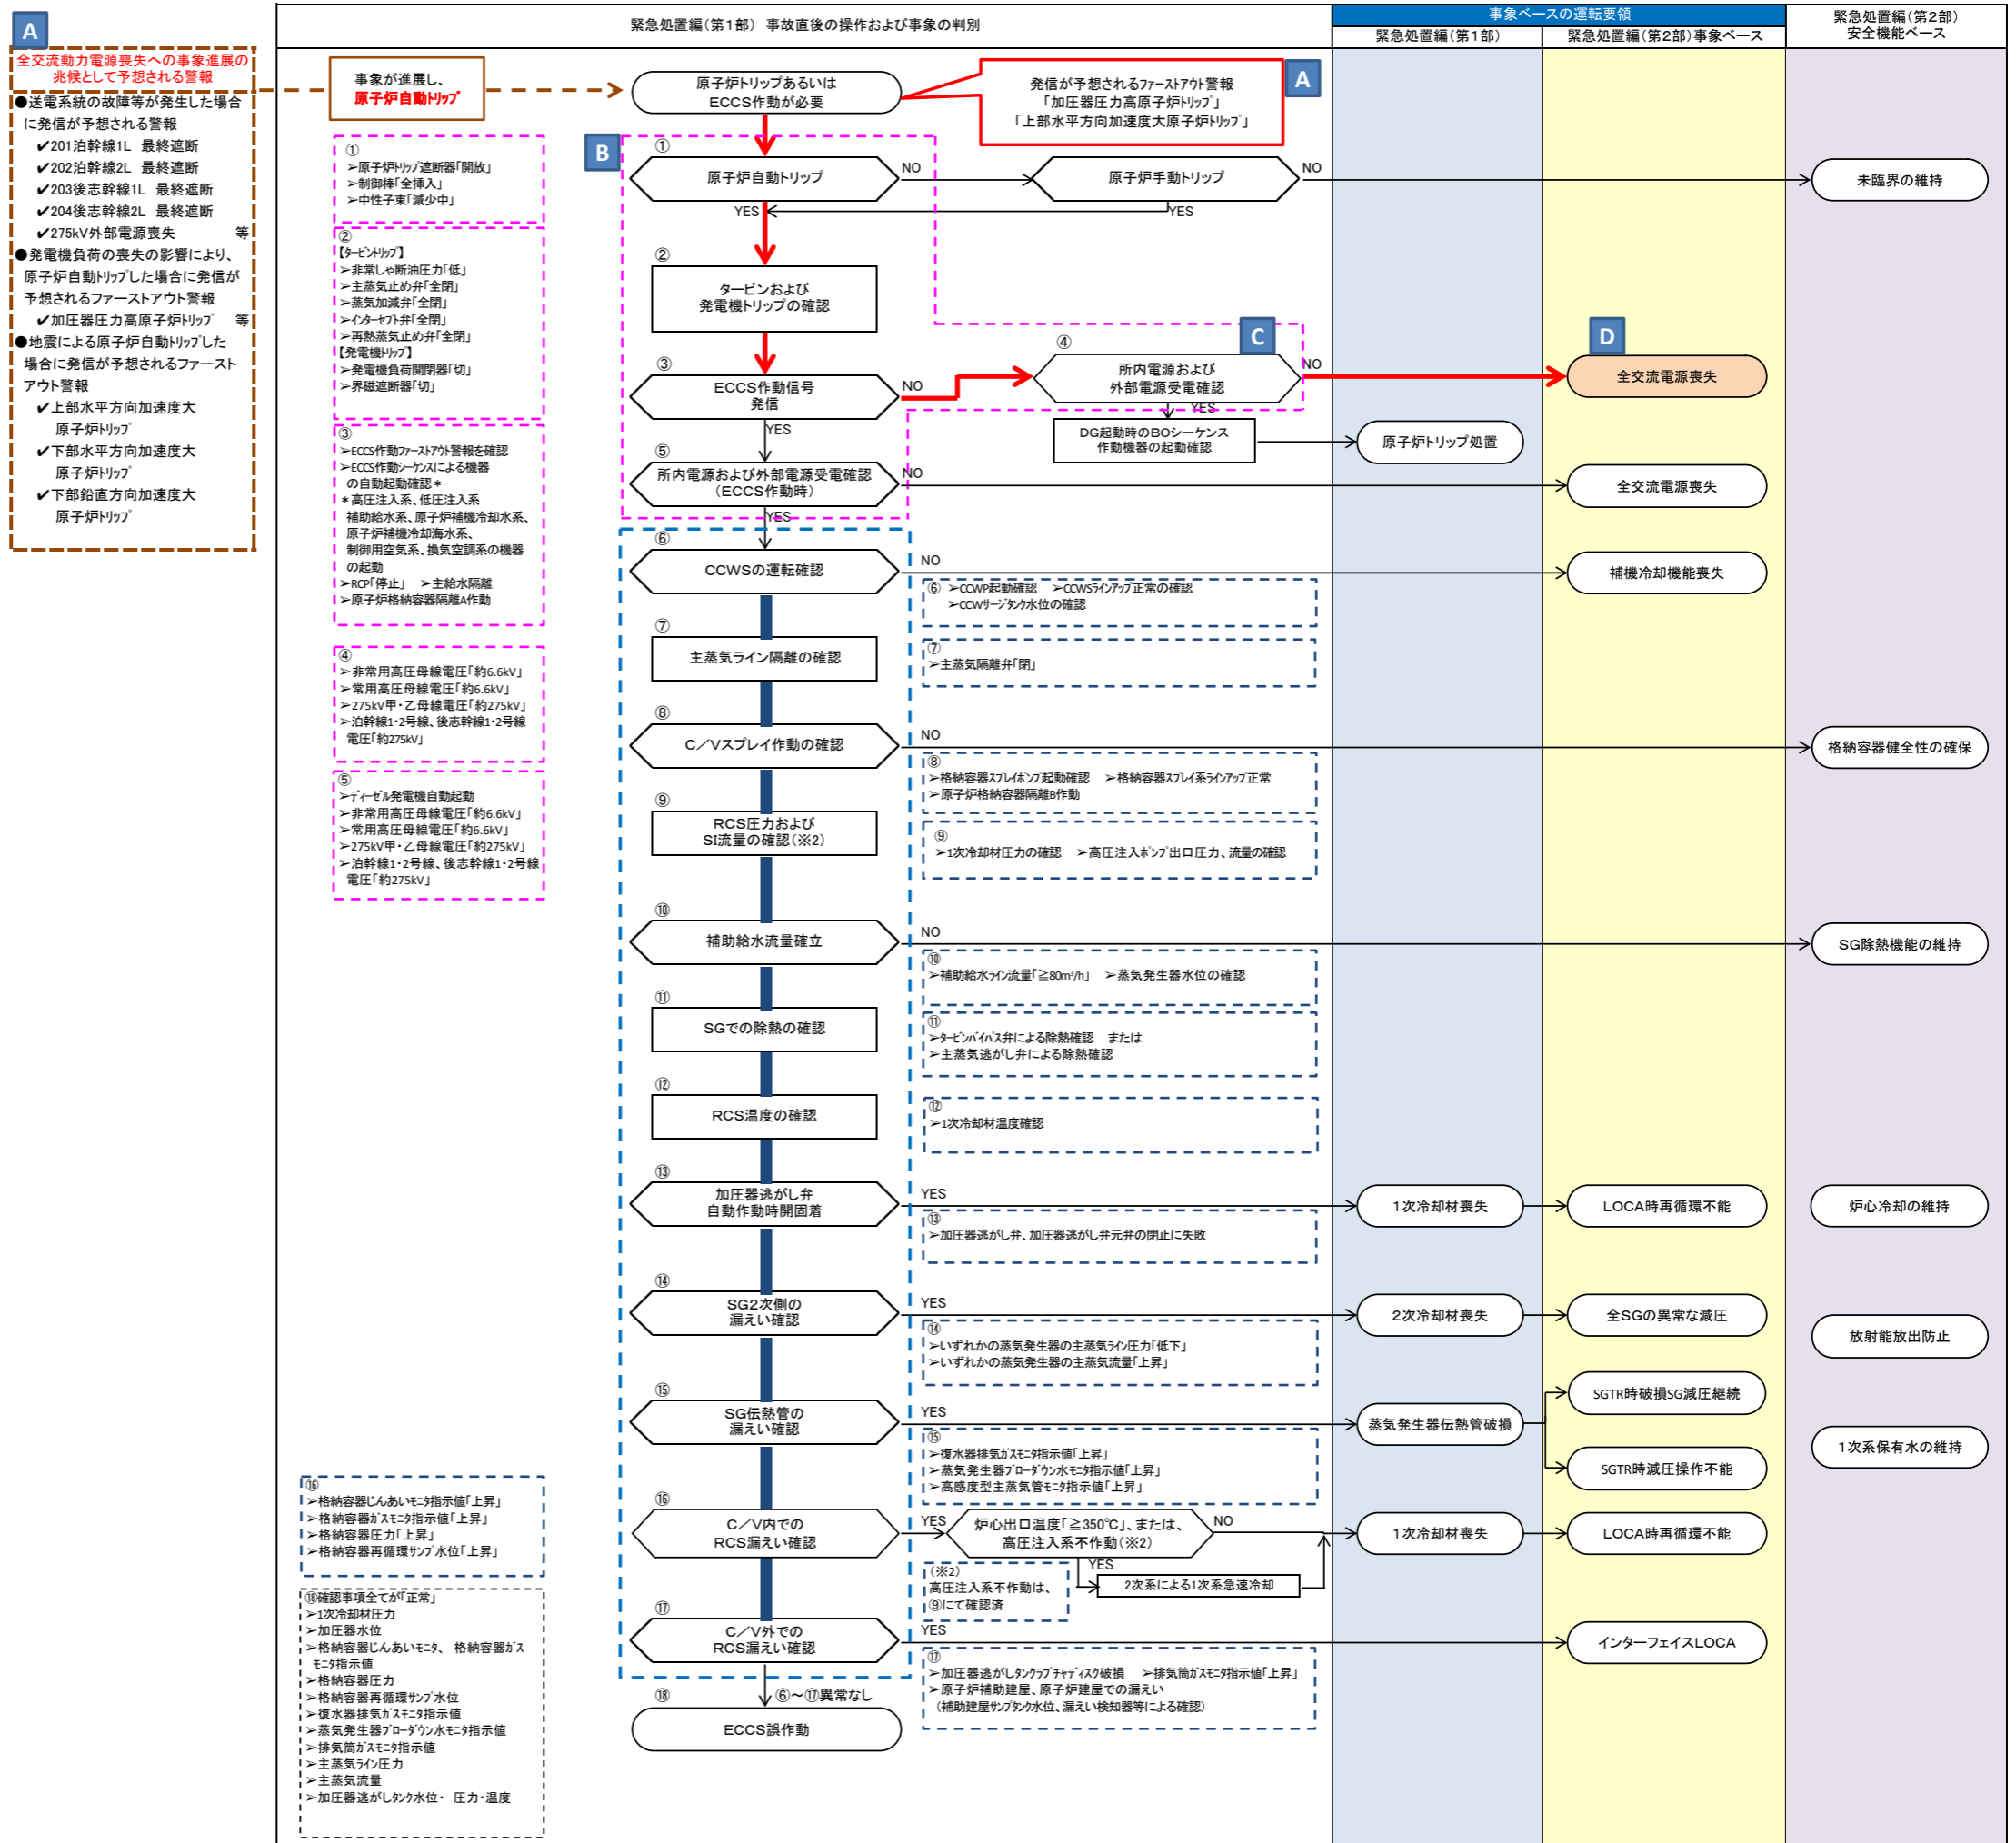 緊急処置編(第1部) 事故直後の操作および事象の判別
事象ベースの運転要領
緊急処置編(第1部)
緊急処置編(第2部)事象ベース
緊急処置編(第2部)
安全機能ベース
A
全交流動力電源喪失への事象進展の
兆候として予想される警報
●送電系統の故障等が発生した場合
に発信が予想される警報
✔201泊幹線1L 最終遮断
✔202泊幹線2L 最終遮断
✔203後志幹線1L 最終遮断
✔204後志幹線2L 最終遮断
✔275kV外部電源喪失 等
●発電機負荷の喪失の影響により、
原子炉自動トリップした場合に発信が
予想されるファーストアウト警報
✔加圧器圧力高原子炉トリップ 等
●地震による原子炉自動トリップした
場合に発信が予想されるファースト
アウト警報
✔上部水平方向加速度大
原子炉トリップ
✔下部水平方向加速度大
原子炉トリップ
✔下部鉛直方向加速度大
原子炉トリップ
事象が進展し、
原子炉自動トリップ
原子炉トリップあるいは
ECCS作動が必要
発信が予想されるファーストアウト警報
「加圧器圧力高原子炉トリップ」
「上部水平方向加速度大原子炉トリップ」
A
B
①
➢原子炉トリップ遮断器「開放」
➢制御棒「全挿入」
➢中性子束「減少中」
①
原子炉自動トリップ
NO
原子炉手動トリップ
NO
未臨界の維持
YES
YES
②
【タービントリップ】
➢非常しゃ断油圧力「低」
➢主蒸気止め弁「全閉」
➢蒸気加減弁「全閉」
➢インターセプト弁「全閉」
➢再熱蒸気止め弁「全閉」
【発電機トリップ】
➢発電機負荷開閉器「切」
➢界磁遮断器「切」
②
タービンおよび
発電機トリップの確認
③
ECCS作動信号
発信
NO
YES
④
C
所内電源および
外部電源受電確認
NO
YES
D
全交流電源喪失
DG起動時のBOシーケンス
作動機器の起動確認
原子炉トリップ処置
③
➢ECCS作動ファーストアウト警報を確認
➢ECCS作動シーケンスによる機器
の自動起動確認*
*高圧注入系、低圧注入系
補助給水系、原子炉補機冷却水系、
原子炉補機冷却海水系、
制御用空気系、換気空調系の機器
の起動
➢RCP「停止」 ➢主給水隔離
➢原子炉格納容器隔離A作動
⑤
所内電源および外部電源受電確認
(ECCS作動時)
NO
全交流電源喪失
YES
⑥
CCWSの運転確認
NO
補機冷却機能喪失
⑥ ➢CCWP起動確認 ➢CCWSラインアップ正常の確認
➢CCWサージタンク水位の確認
④
➢非常用高圧母線電圧「約6.6kV」
➢常用高圧母線電圧「約6.6kV」
➢275kV甲・乙母線電圧「約275kV」
➢泊幹線1・2号線、後志幹線1・2号線
電圧「約275kV」
⑦
主蒸気ライン隔離の確認
⑦
➢主蒸気隔離弁「閉」
⑧
C/Vスプレイ作動の確認
NO
格納容器健全性の確保
⑧
➢格納容器スプレイポンプ起動確認 ➢格納容器スプレイ系ラインアップ正常
➢原子炉格納容器隔離B作動
⑤
➢ディーゼル発電機自動起動
➢非常用高圧母線電圧「約6.6kV」
➢常用高圧母線電圧「約6.6kV」
➢275kV甲・乙母線電圧「約275kV」
➢泊幹線1・2号線、後志幹線1・2号線
電圧「約275kV」
⑨
RCS圧力および
SI流量の確認(※2)
⑨
➢1次冷却材圧力の確認 ➢高圧注入ポンプ出口圧力、流量の確認
⑩
補助給水流量確立
NO
SG除熱機能の維持
⑩
➢補助給水ライン流量「≧80m³/h」 ➢蒸気発生器水位の確認
⑪
SGでの除熱の確認
⑪
➢タービンバイパス弁による除熱確認 または
➢主蒸気逃がし弁による除熱確認
⑫
RCS温度の確認
⑫
➢1次冷却材温度確認
⑬
加圧器逃がし弁
自動作動時開固着
YES
1次冷却材喪失
LOCA時再循環不能
炉心冷却の維持
⑬
➢加圧器逃がし弁、加圧器逃がし弁元弁の閉止に失敗
⑭
SG2次側の
漏えい確認
YES
2次冷却材喪失
全SGの異常な減圧
放射能放出防止
⑭
➢いずれかの蒸気発生器の主蒸気ライン圧力「低下」
➢いずれかの蒸気発生器の主蒸気流量「上昇」
⑮
SG伝熱管の
漏えい確認
YES
蒸気発生器伝熱管破損
SGTR時破損SG減圧継続
SGTR時減圧操作不能
1次系保有水の維持
⑮
➢復水器排気ガスモニタ指示値「上昇」
➢蒸気発生器ブローダウン水モニタ指示値「上昇」
➢高感度型主蒸気管モニタ指示値「上昇」
⑯
➢格納容器じんあいモニタ指示値「上昇」
➢格納容器ガスモニタ指示値「上昇」
➢格納容器圧力「上昇」
➢格納容器再循環サンプ水位「上昇」
⑯
C/V内での
RCS漏えい確認
YES
炉心出口温度「≧350℃」、または、
高圧注入系不作動(※2)
NO
1次冷却材喪失
LOCA時再循環不能
YES
(※2)
高圧注入系不作動は、
⑨にて確認済
2次系による1次系急速冷却
⑰
C/V外での
RCS漏えい確認
YES
インターフェイスLOCA
⑰
➢加圧器逃がしタンクラプチャディスク破損 ➢排気筒ガスモニタ指示値「上昇」
➢原子炉補助建屋、原子炉建屋での漏えい
(補助建屋サンプタンク水位、漏えい検知器等による確認)
⑱
⑥~⑰異常なし
ECCS誤作動
⑱確認事項全てが「正常」
➢1次冷却材圧力
➢加圧器水位
➢格納容器じんあいモニタ、 格納容器ガス
モニタ指示値
➢格納容器圧力
➢格納容器再循環サンプ水位
➢復水器排気ガスモニタ指示値
➢蒸気発生器ブローダウン水モニタ指示値
➢排気筒ガスモニタ指示値
➢主蒸気ライン圧力
➢主蒸気流量
➢加圧器逃がしタンク水位・ 圧力・温度